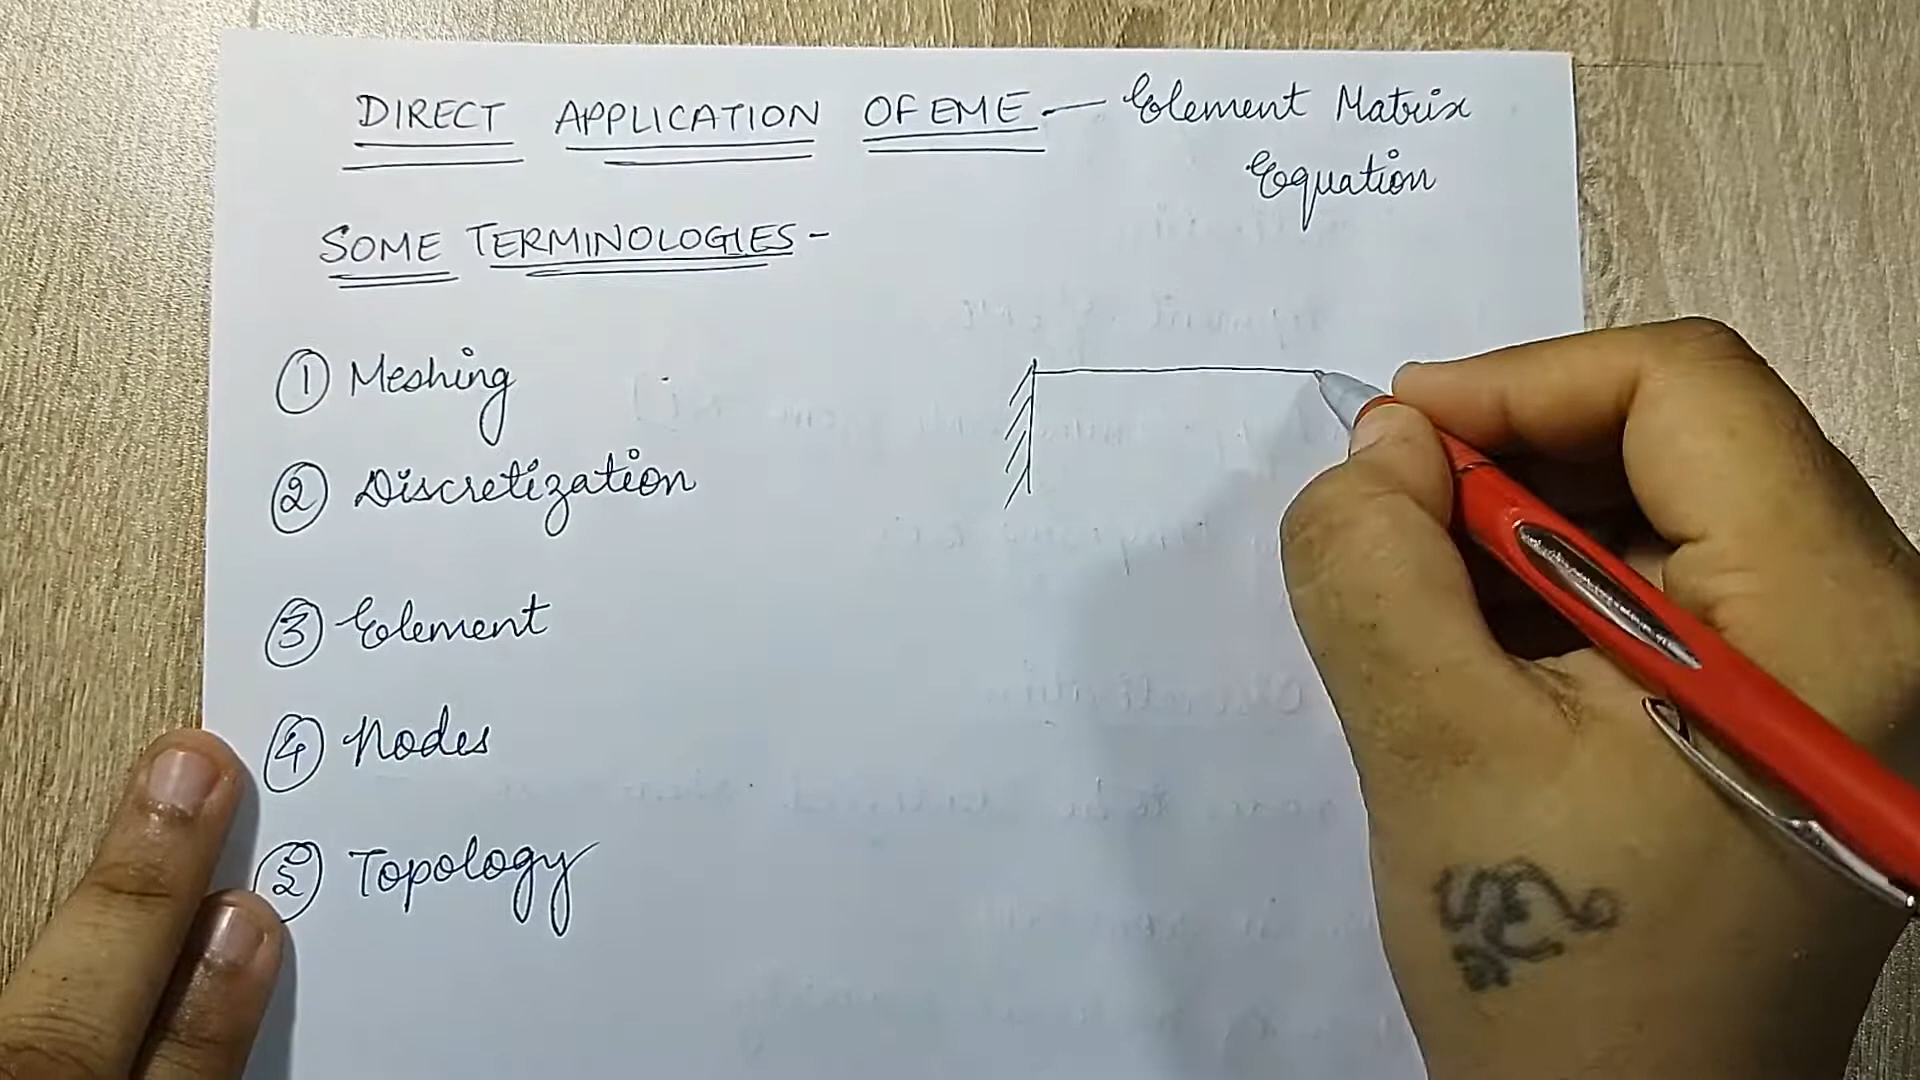 DIRECT APPLICATION OF EME — Element Matrix
Equation
SOME TERMINOLOGIES -
① Meshing
② Discretization
③ Element
④ Nodes
⑤ Topology